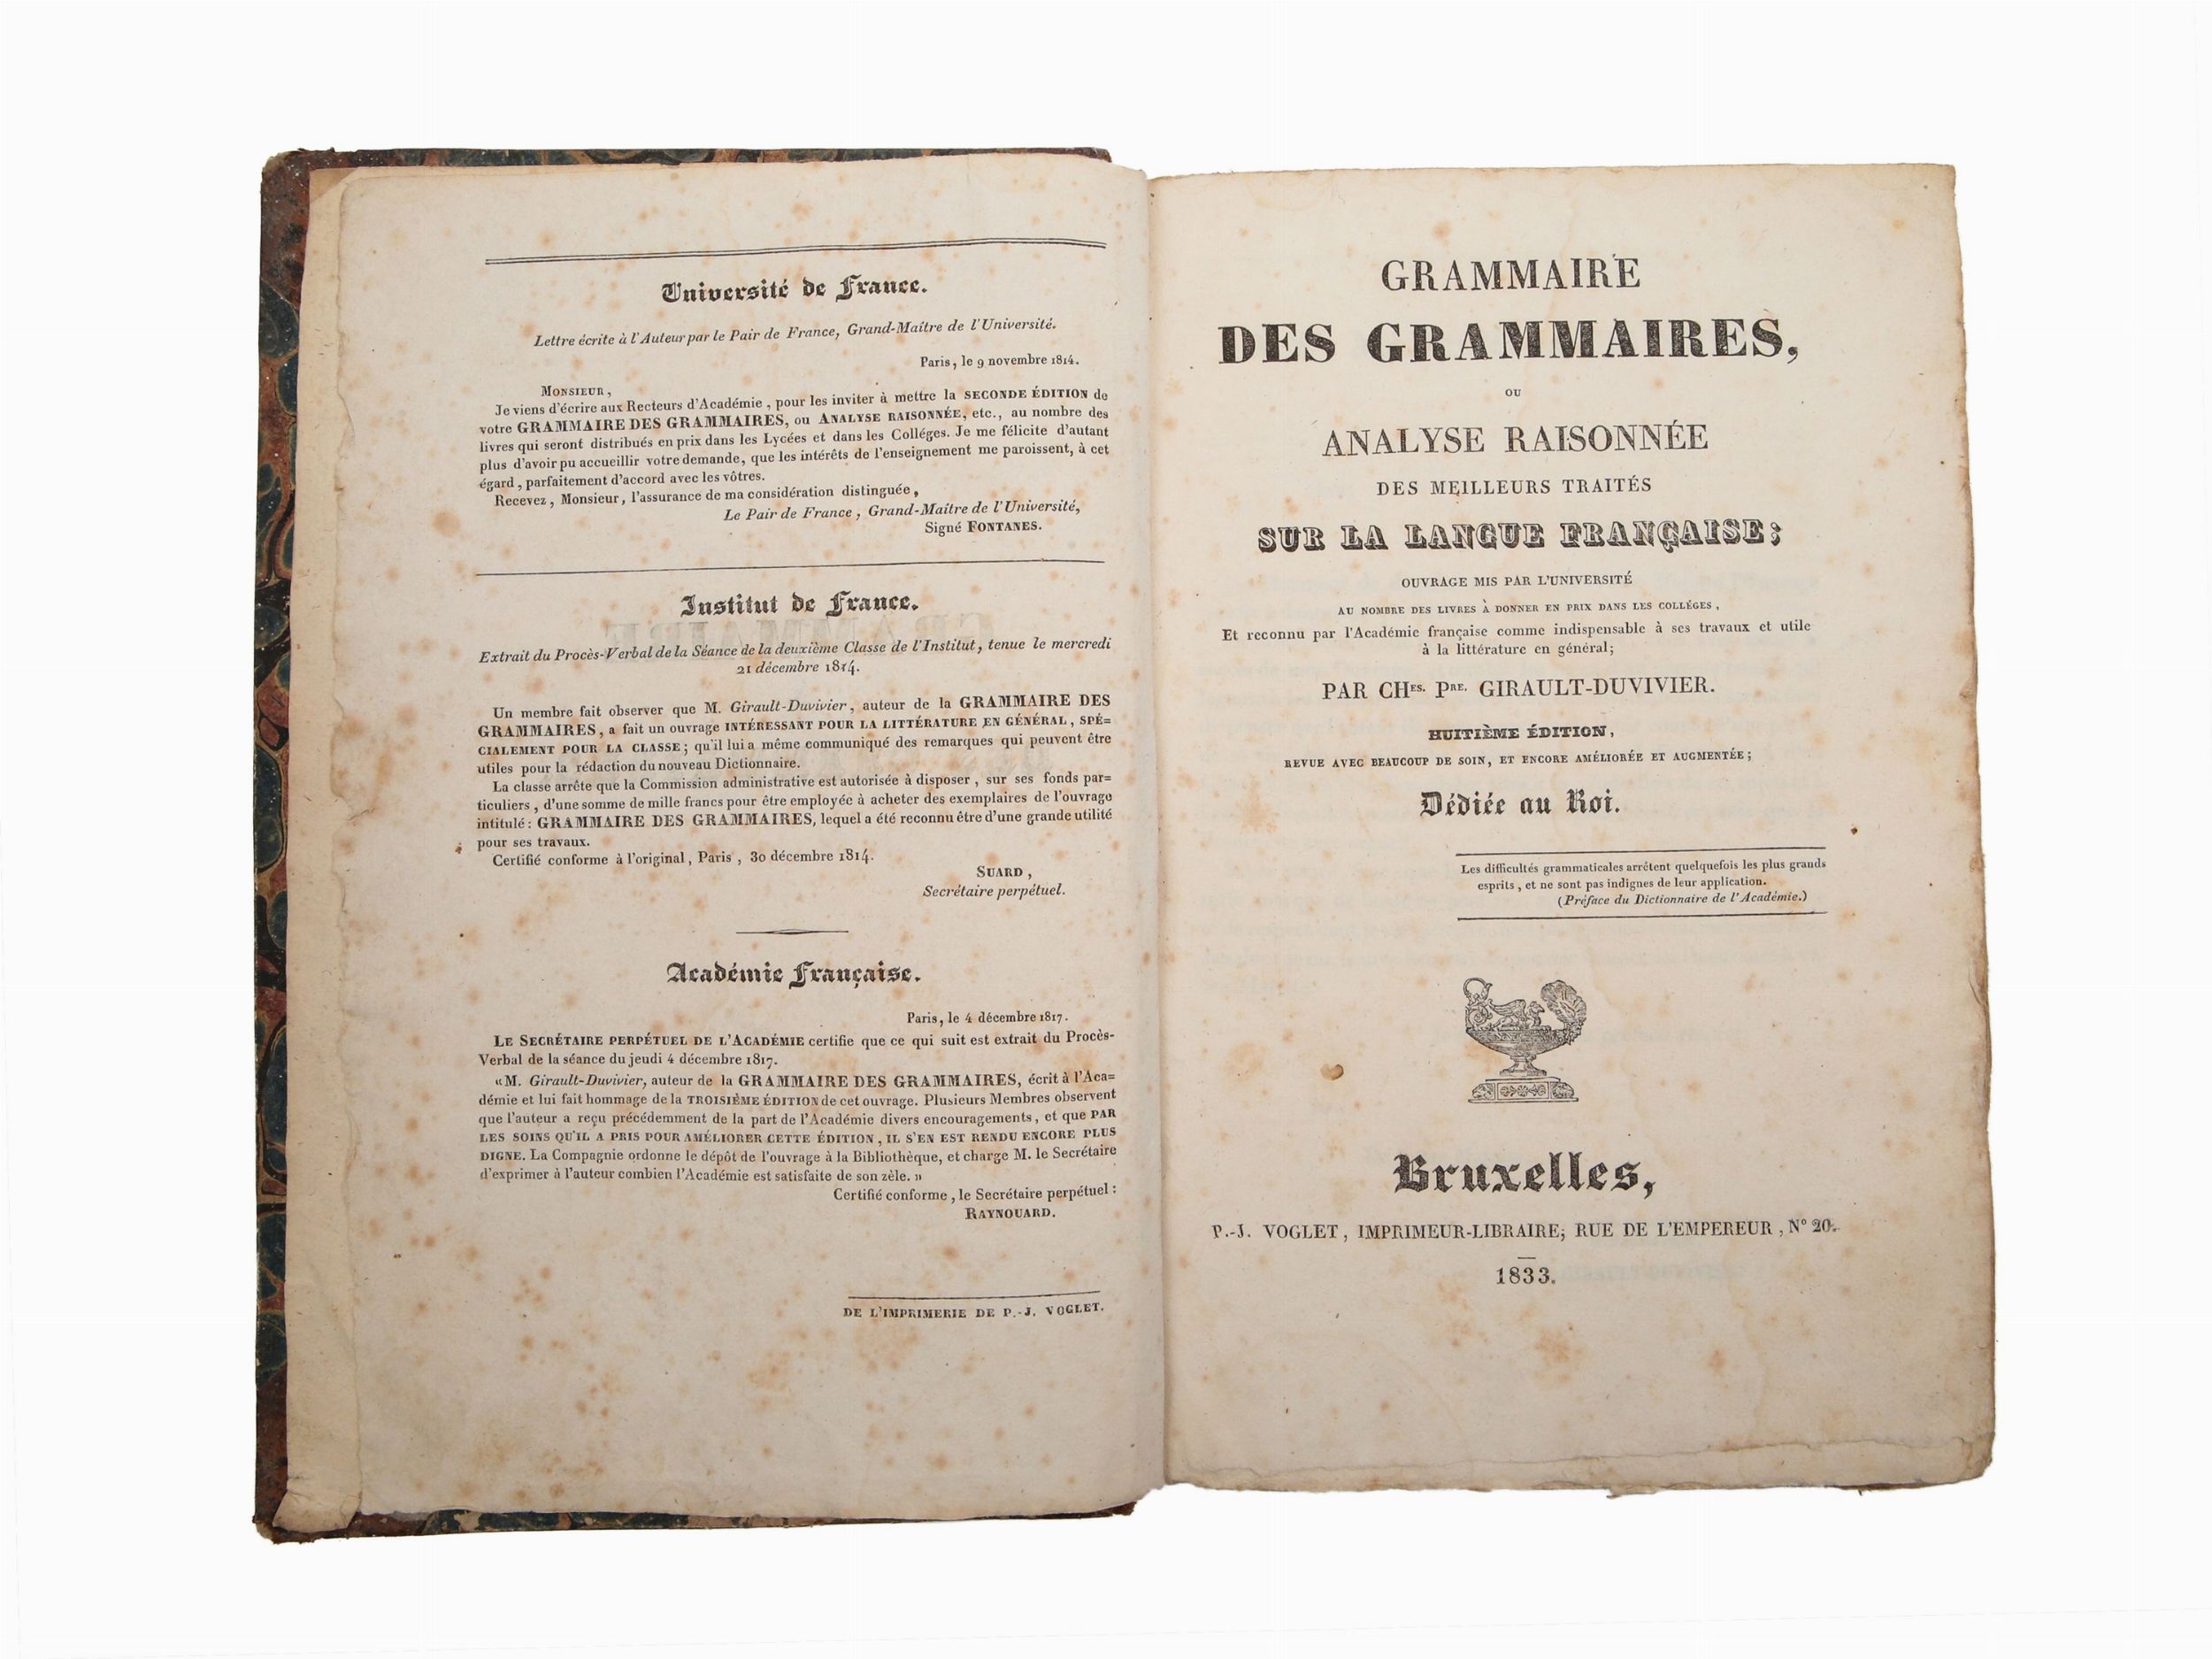 Université de France.
Lettre écrite à l'Auteur par le Pair de France, Grand-Maître de l'Université.
Paris, le 9 novembre 1814.
MONSIEUR,
Je viens d'écrire aux Recteurs d'Académie, pour les inviter à mettre la SECONDE ÉDITION de
votre GRAMMAIRE DES GRAMMAIRES, ou ANALYSE RAISONNÉE, etc., au nombre des
livres qui seront distribués en prix dans les Lycées et dans les Colléges. Je me félicite d'autant
plus d'avoir pu accueillir votre demande, que les intérêts de l'enseignement me paroissent, à cet
égard, parfaitement d'accord avec les vôtres.
Recevez, Monsieur, l'assurance de ma considération distinguée,
Le Pair de France, Grand-Maître de l'Université,
Signé FONTANES.
Institut de France.
Extrait du Procès-Verbal de la Séance de la deuxième Classe de l'Institut, tenue le mercredi
21 décembre 1814.
Un membre fait observer que M. Girault-Duvivier, auteur de la GRAMMAIRE DES
GRAMMAIRES, a fait un ouvrage INTÉRESSANT POUR LA LITTÉRATURE EN GÉNÉRAL, SPÉ=
CIALEMENT POUR LA CLASSE; qu'il lui a même communiqué des remarques qui peuvent être
utiles pour la rédaction du nouveau Dictionnaire.
La classe arrête que la Commission administrative est autorisée à disposer, sur ses fonds par=
ticuliers, d'une somme de mille francs pour être employée à acheter des exemplaires de l'ouvrage
intitulé: GRAMMAIRE DES GRAMMAIRES, lequel a été reconnu être d'une grande utilité
pour ses travaux.
Certifié conforme à l'original, Paris, 30 décembre 1814.
SUARD,
Secrétaire perpétuel.
Académie Française.
Paris, le 4 décembre 1817.
LE SECRÉTAIRE PERPÉTUEL DE L'ACADÉMIE certifie que ce qui suit est extrait du Procès-
Verbal de la séance du jeudi 4 décembre 1817.
«M. Girault-Duvivier, auteur de la GRAMMAIRE DES GRAMMAIRES, écrit à l'Aca=
démie et lui fait hommage de la TROISIÈME ÉDITION de cet ouvrage. Plusieurs Membres observent
que l'auteur a reçu précédemment de la part de l'Académie divers encouragements, et que PAR
LES SOINS QU'IL A PRIS POUR AMÉLIORER CETTE ÉDITION, IL S'EN EST RENDU ENCORE PLUS
DIGNE. La Compagnie ordonne le dépôt de l'ouvrage à la Bibliothèque, et charge M. le Secrétaire
d'exprimer à l'auteur combien l'Académie est satisfaite de son zèle. »
Certifié conforme, le Secrétaire perpétuel:
RAYNOUARD.
DE L'IMPRIMERIE DE P.-J. VOGLET.
GRAMMAIRE
DES GRAMMAIRES,
OU
ANALYSE RAISONNÉE
DES MEILLEURS TRAITÉS
SUR LA LANGUE FRANÇAISE;
OUVRAGE MIS PAR L'UNIVERSITÉ
AU NOMBRE DES LIVRES À DONNER EN PRIX DANS LES COLLÉGES,
Et reconnu par l'Académie française comme indispensable à ses travaux et utile
à la littérature en général;
PAR CHES. PRE. GIRAULT-DUVIVIER.
HUITIÈME ÉDITION,
REVUE AVEC BEAUCOUP DE SOIN, ET ENCORE AMÉLIORÉE ET AUGMENTÉE;
Dédiée au Roi.
Les difficultés grammaticales arrêtent quelquefois les plus grands
esprits, et ne sont pas indignes de leur application.
(Préface du Dictionnaire de l'Académie.)
Bruxelles,
P.-J. VOGLET, IMPRIMEUR-LIBRAIRE; RUE DE L'EMPEREUR, N° 20.
1833.